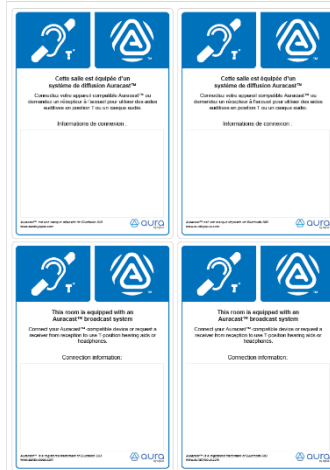 T
™
T
™
Cette salle est équipée d'un
système de diffusion Auracast™
Connectez votre appareil compatible Auracast™ ou
demandez un récepteur à l'accueil pour utiliser des aides
auditives en position T ou un casque audio.
Informations de connexion :
Cette salle est équipée d'un
système de diffusion Auracast™
Connectez votre appareil compatible Auracast™ ou
demandez un récepteur à l'accueil pour utiliser des aides
auditives en position T ou un casque audio.
Informations de connexion :
aura
aura
T
™
T
™
This room is equipped with an
Auracast™ broadcast system
Connect your Auracast™ compatible device or request a
receiver from reception to use T-position hearing aids or
headphones.
Connection information:
This room is equipped with an
Auracast™ broadcast system
Connect your Auracast™ compatible device or request a
receiver from reception to use T-position hearing aids or
headphones.
Connection information:
aura
aura